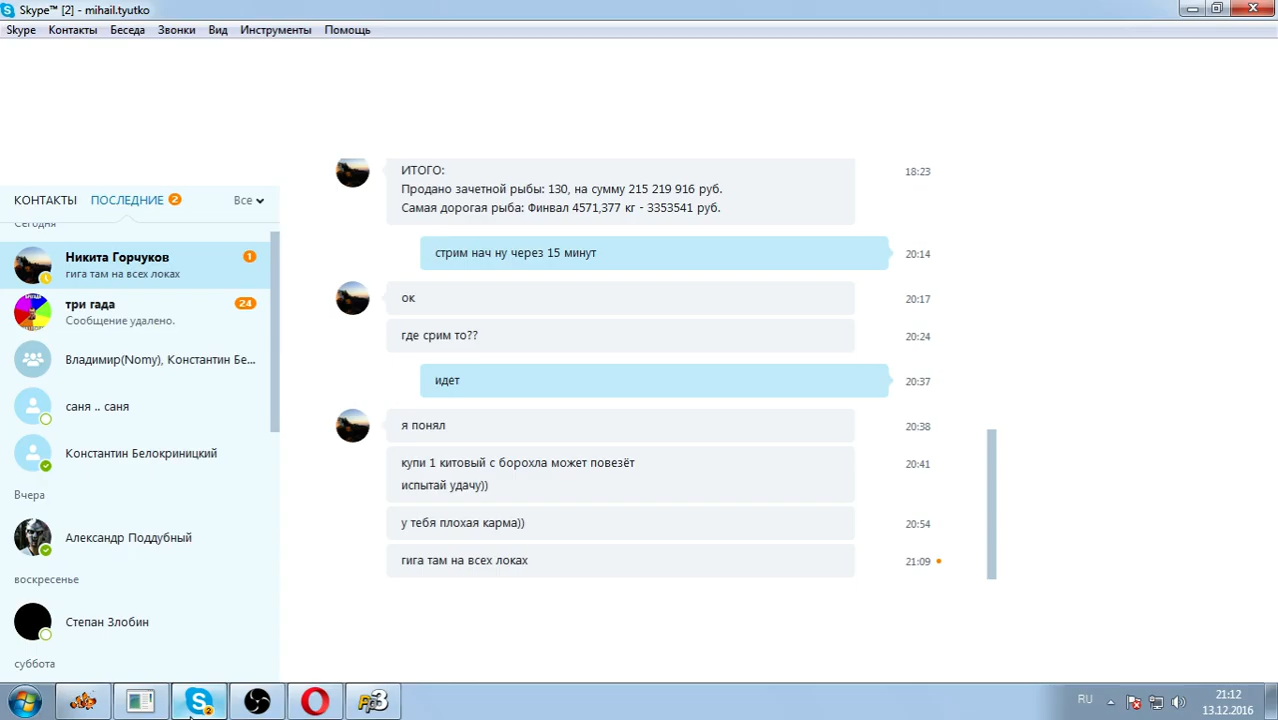 Skype™ [2] - mihail.tyutko
Skype Контакты Беседа Звонки Вид Инструменты Помощь
КОНТАКТЫ ПОСЛЕДНИЕ 2 Все
Сегодня
Никита Горчуков 1
гига там на всех локах
три гада 24
Сообщение удалено.
Владимир(Nomy), Константин Бе...
саня .. саня
Константин Белокриницкий
Вчера
Александр Поддубный
воскресенье
Степан Злобин
суббота
ИТОГО: 18:23
Продано зачетной рыбы: 130, на сумму 215 219 916 руб.
Самая дорогая рыба: Финвал 4571,377 кг - 3353541 руб.
стрим нач ну через 15 минут 20:14
ок 20:17
где срим то?? 20:24
идет 20:37
я понял 20:38
купи 1 китовый с борохла может повезёт 20:41
испытай удачу))
у тебя плохая карма)) 20:54
гига там на всех локах 21:09
RU 21:12
13.12.2016